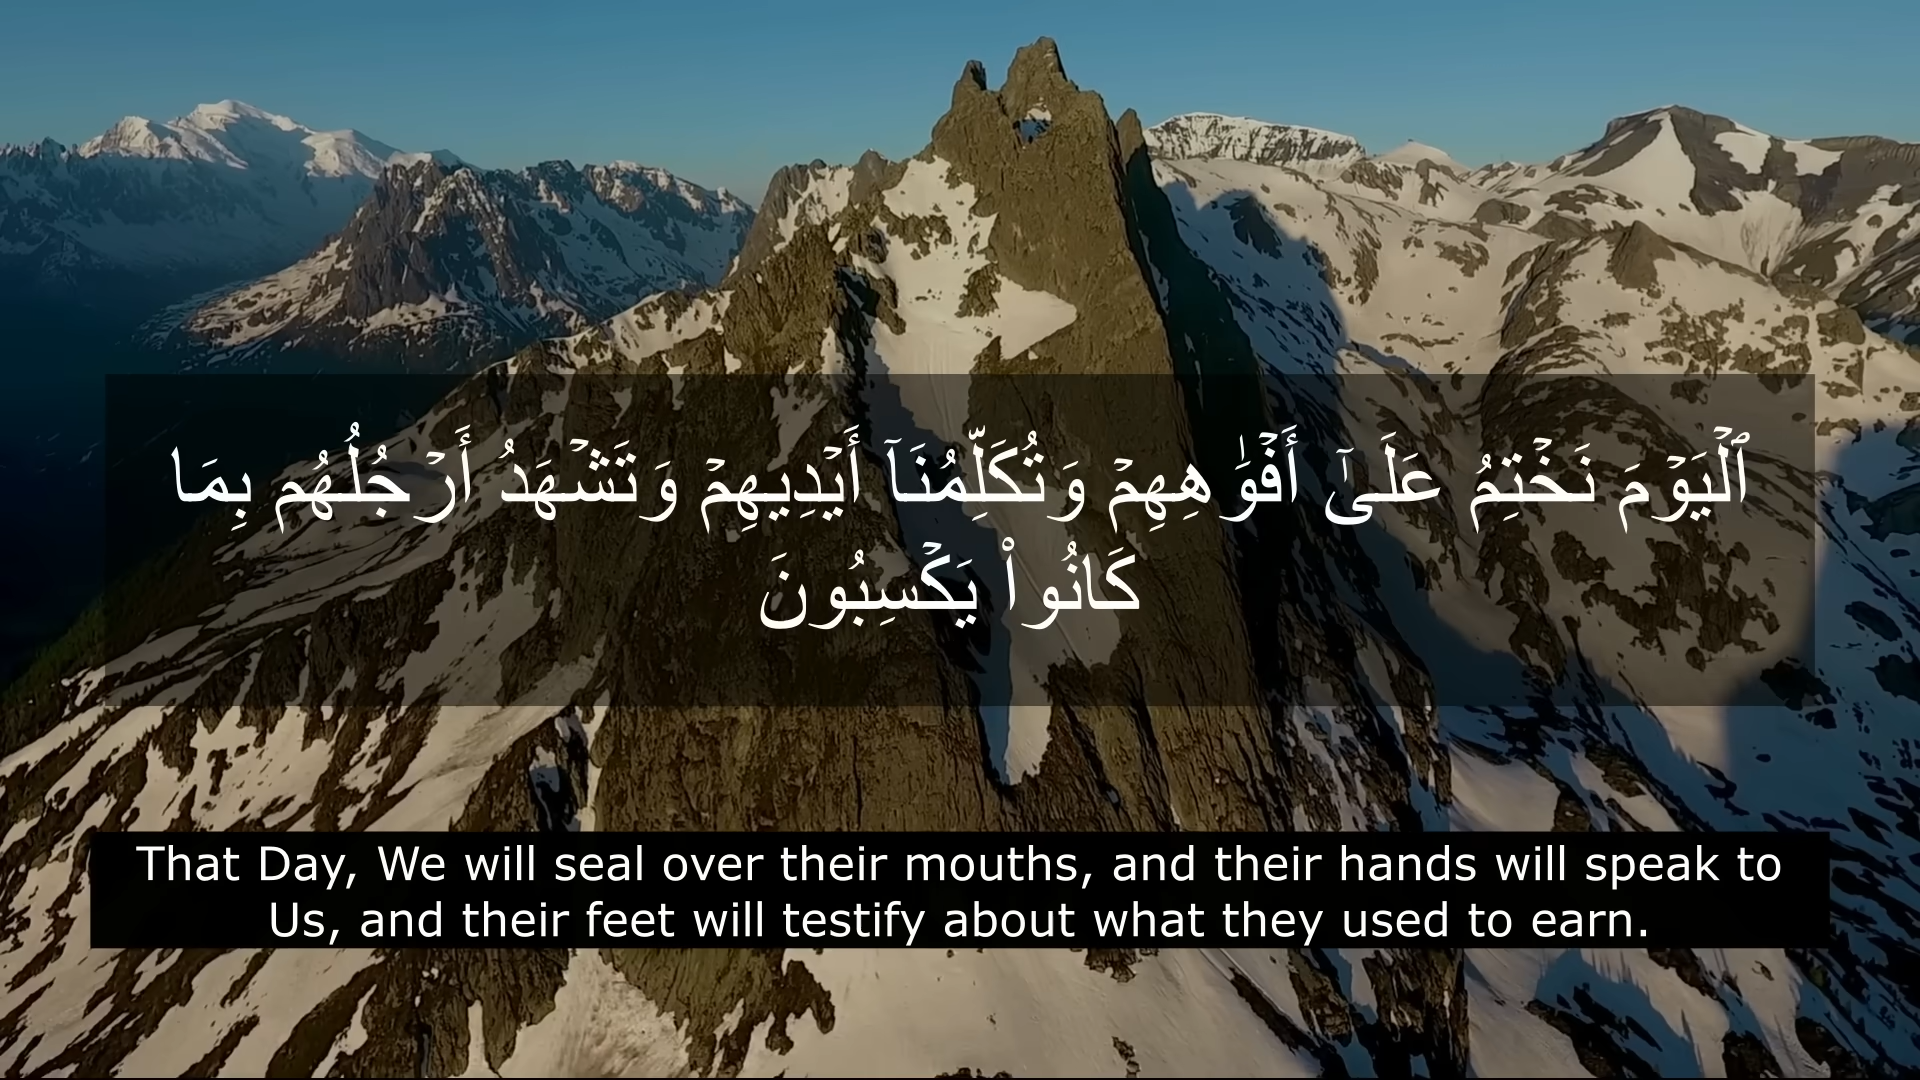 ٱلۡيَوۡمَ نَخۡتِمُ عَلَىٰٓ أَفۡوَٰهِهِمۡ وَتُكَلِّمُنَآ أَيۡدِيهِمۡ وَتَشۡهَدُ أَرۡجُلُهُم بِمَا
كَانُواْ يَكۡسِبُونَ
That Day, We will seal over their mouths, and their hands will speak to
Us, and their feet will testify about what they used to earn.